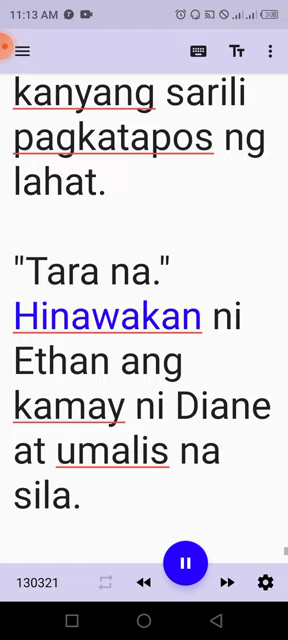 11:13 AM
kanyang sarili
pagkatapos ng
lahat.
"Tara na."
Hinawakan ni
Ethan ang
kamay ni Diane
at umalis na
sila.
130321